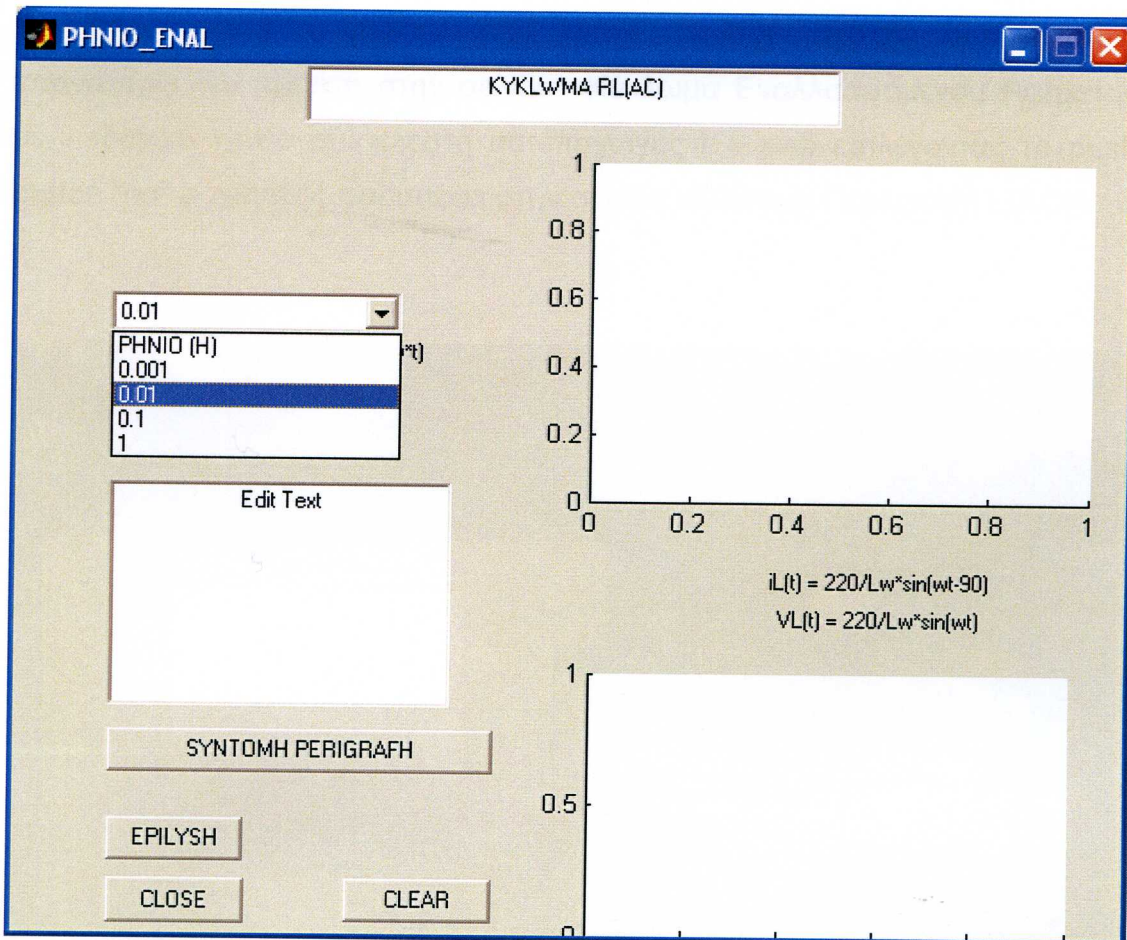 PHNIO_ENAL
KYKLWMA RL(AC)
0.01
PHNIO (H)
0.001
0.01
0.1
1
*t)
Edit Text
SYNTOMH PERIGRAFH
EPILYSH
CLOSE
CLEAR
1
0.8
0.6
0.4
0.2
0
0 0.2 0.4 0.6 0.8 1
iL(t) = 220/Lw*sin(wt-90)
VL(t) = 220/Lw*sin(wt)
1
0.5
0